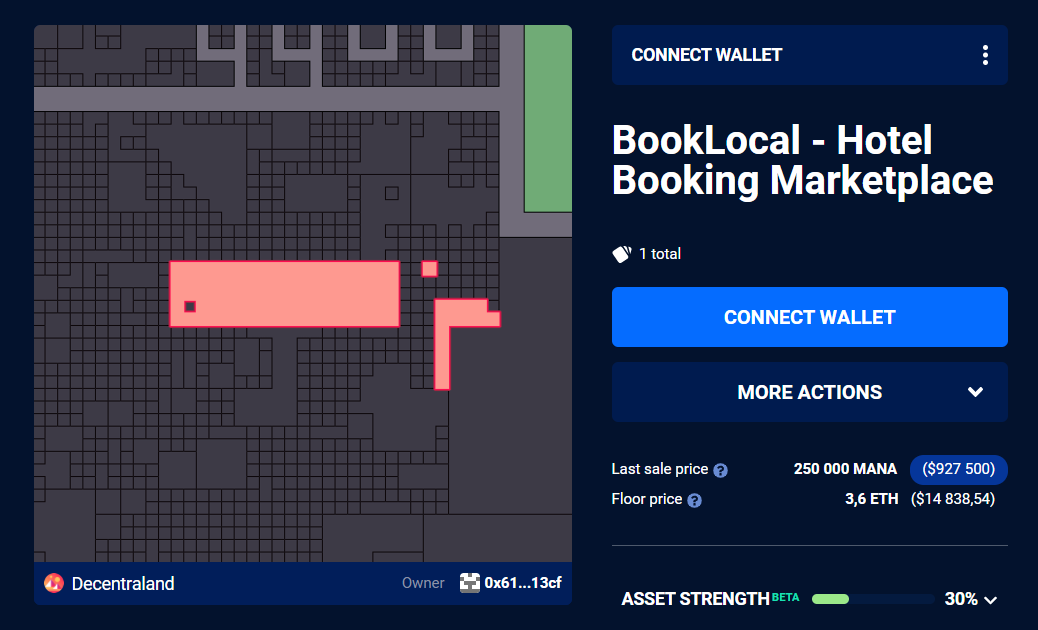 CONNECT WALLET
BookLocal - Hotel
Booking Marketplace
1 total
CONNECT WALLET
MORE ACTIONS
Last sale price ? 250 000 MANA ($927 500)
Floor price ? 3,6 ETH ($14 838,54)
Decentraland Owner 0x61...13cf
ASSET STRENGTH BETA 30%